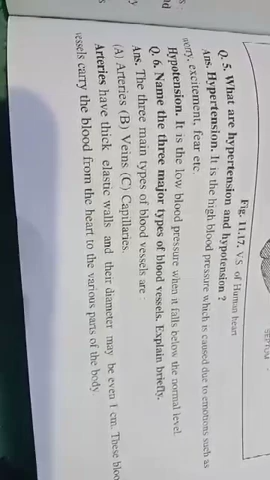 SEPTUM
Fig. 11.17. V.S. of Human heart
Q. 5. What are hypertension and hypotension ?
Ans. Hypertension. It is the high blood pressure which is caused due to emotions such as
worry, excitement, fear etc.
Hypotension. It is the low blood pressure when it falls below the normal level.
Q. 6. Name the three major types of blood vessels. Explain briefly.
Ans. The three main types of blood vessels are :
(A) Arteries (B) Veins (C) Capillaries.
Arteries have thick elastic walls and their diameter may be even 1 cm. These bloo
vessels carry the blood from the heart to the various parts of the body.